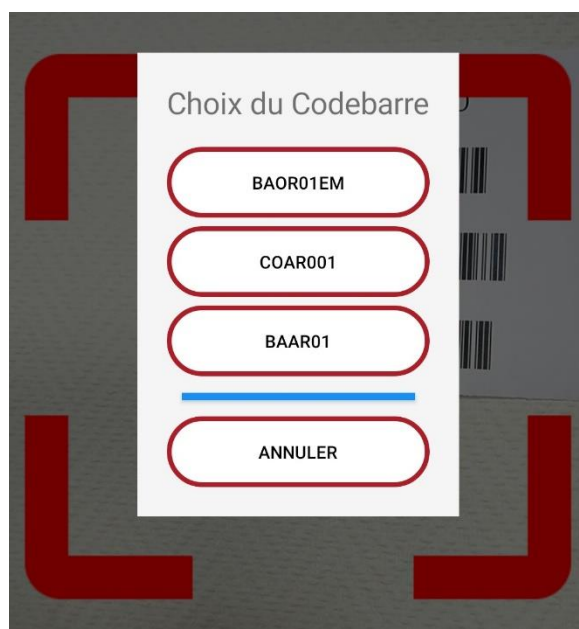 Choix du Codebarre
BAOR01EM
COAR001
BAAR01
ANNULER